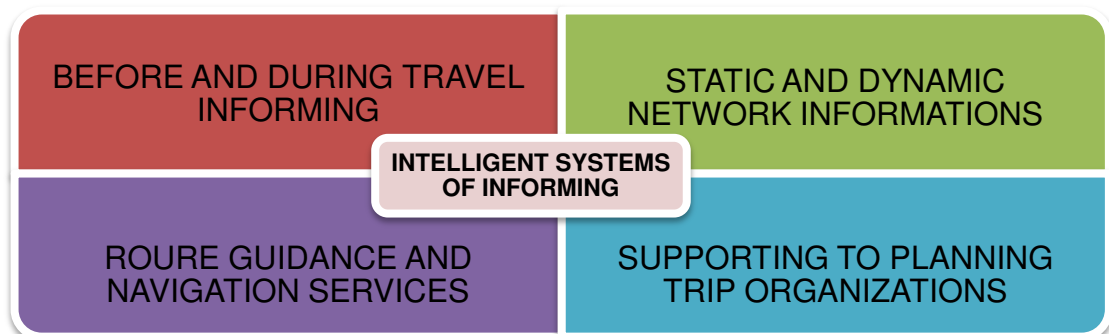 BEFORE AND DURING TRAVEL
INFORMING
STATIC AND DYNAMIC
NETWORK INFORMATIONS
INTELLIGENT SYSTEMS
OF INFORMING
ROURE GUIDANCE AND
NAVIGATION SERVICES
SUPPORTING TO PLANNING
TRIP ORGANIZATIONS